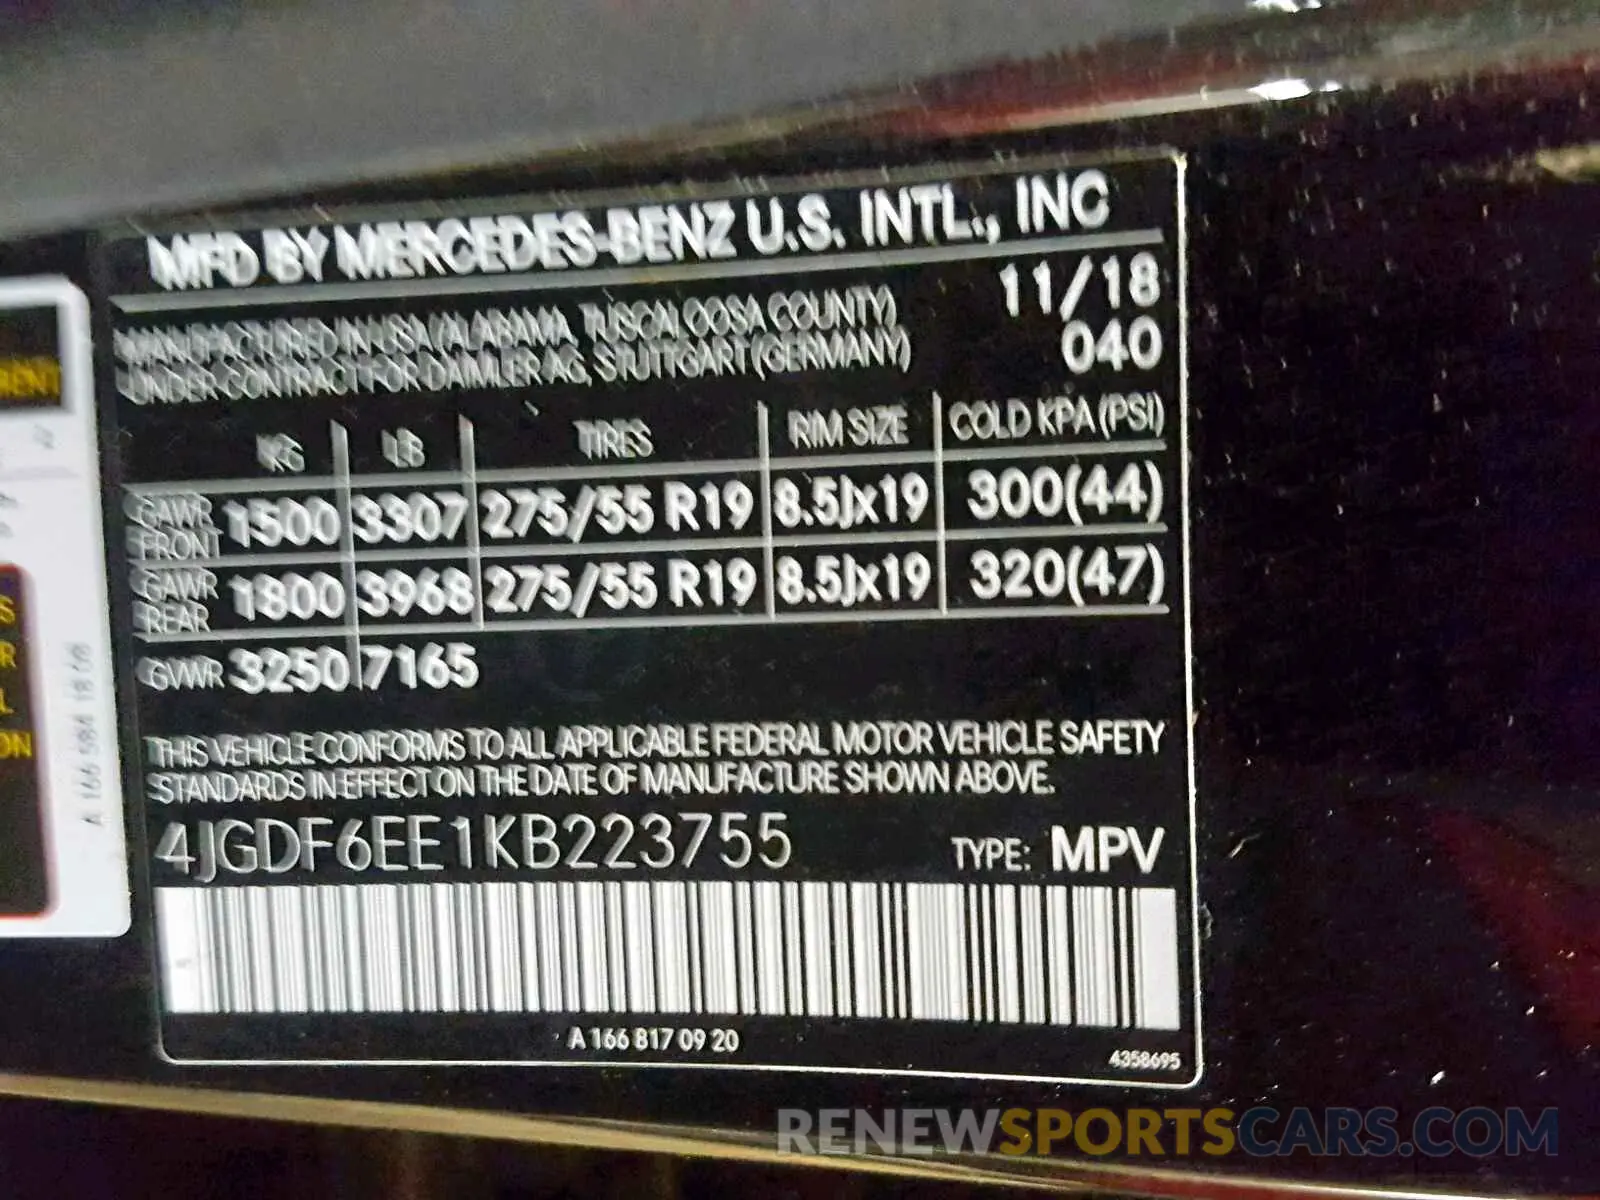 MFD BY MERCEDES-BENZ U.S. INTL., INC
11/18
MANUFACTURED IN USA (ALABAMA, TUSCALOOSA COUNTY)
UNDER CONTRACT FOR DAIMLER AG, STUTTGART (GERMANY)
040
KG LB TIRES RIM SIZE COLD KPA (PSI)
GAWR FRONT 1500 3307 275/55 R19 8.5Jx19 300(44)
GAWR REAR 1800 3968 275/55 R19 8.5Jx19 320(47)
GVWR 3250 7165
THIS VEHICLE CONFORMS TO ALL APPLICABLE FEDERAL MOTOR VEHICLE SAFETY
STANDARDS IN EFFECT ON THE DATE OF MANUFACTURE SHOWN ABOVE.
4JGDF6EE1KB223755 TYPE: MPV
A 166 817 09 20
4358695
A 166 584 18 08
RENEWSPORTSCARS.COM